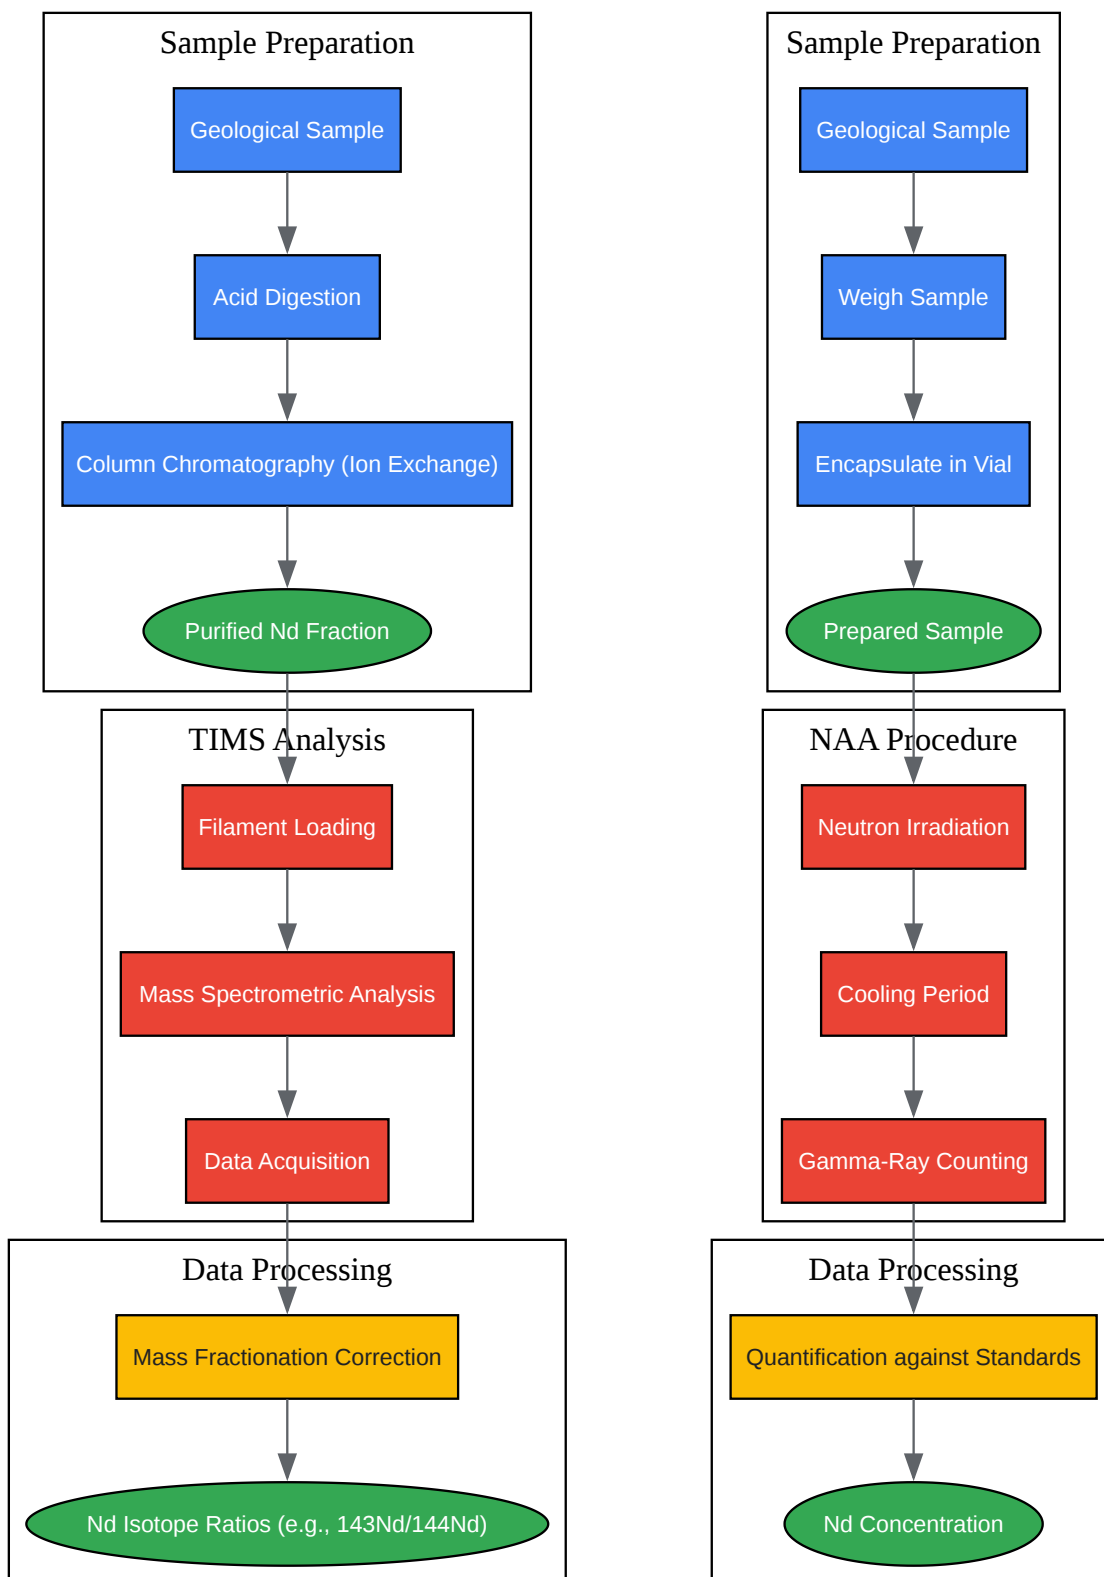 Sample Preparation
Geological Sample
Acid Digestion
Column Chromatography (Ion Exchange)
Purified Nd Fraction
TIMS Analysis
Filament Loading
Mass Spectrometric Analysis
Data Acquisition
Data Processing
Mass Fractionation Correction
Nd Isotope Ratios (e.g., 143Nd/144Nd)
Sample Preparation
Geological Sample
Weigh Sample
Encapsulate in Vial
Prepared Sample
NAA Procedure
Neutron Irradiation
Cooling Period
Gamma-Ray Counting
Data Processing
Quantification against Standards
Nd Concentration